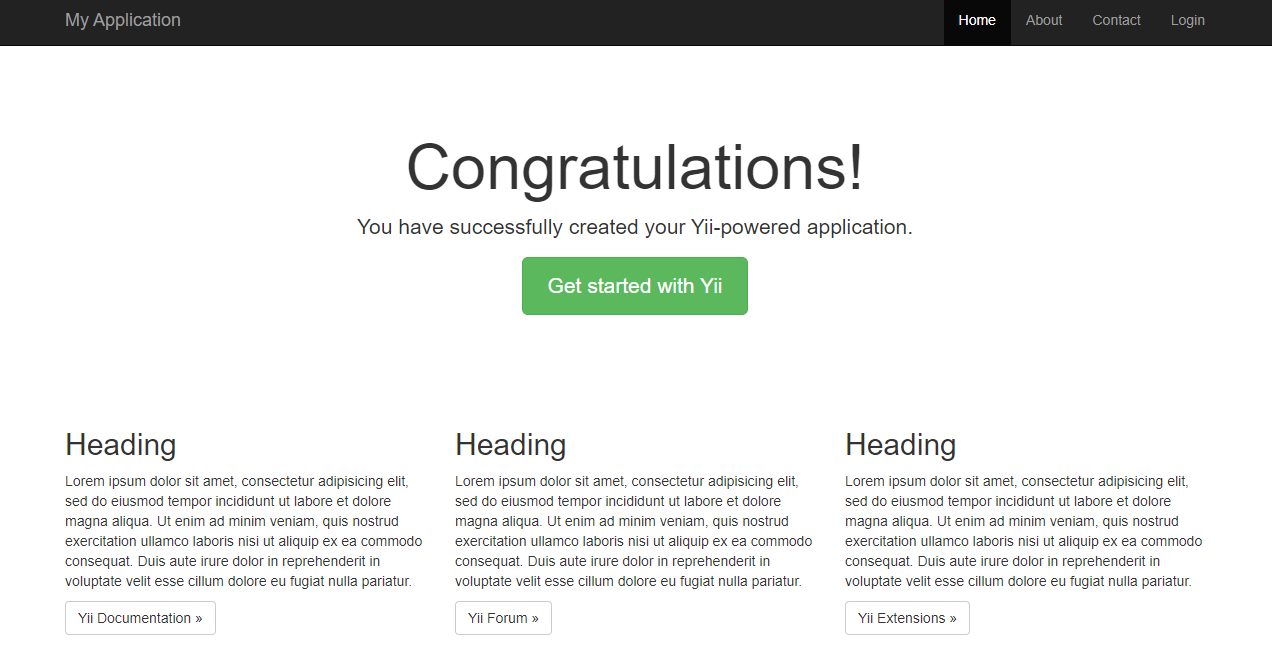 My Application
Home About Contact Login
Congratulations!
You have successfully created your Yii-powered application.
Get started with Yii
Heading
Lorem ipsum dolor sit amet, consectetur adipisicing elit,
sed do eiusmod tempor incididunt ut labore et dolore
magna aliqua. Ut enim ad minim veniam, quis nostrud
exercitation ullamco laboris nisi ut aliquip ex ea commodo
consequat. Duis aute irure dolor in reprehenderit in
voluptate velit esse cillum dolore eu fugiat nulla pariatur.
Yii Documentation »
Heading
Lorem ipsum dolor sit amet, consectetur adipisicing elit,
sed do eiusmod tempor incididunt ut labore et dolore
magna aliqua. Ut enim ad minim veniam, quis nostrud
exercitation ullamco laboris nisi ut aliquip ex ea commodo
consequat. Duis aute irure dolor in reprehenderit in
voluptate velit esse cillum dolore eu fugiat nulla pariatur.
Yii Forum »
Heading
Lorem ipsum dolor sit amet, consectetur adipisicing elit,
sed do eiusmod tempor incididunt ut labore et dolore
magna aliqua. Ut enim ad minim veniam, quis nostrud
exercitation ullamco laboris nisi ut aliquip ex ea commodo
consequat. Duis aute irure dolor in reprehenderit in
voluptate velit esse cillum dolore eu fugiat nulla pariatur.
Yii Extensions »